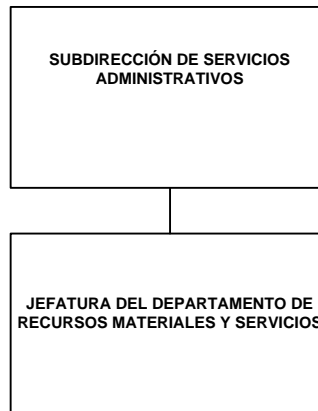 SUBDIRECCIÓN DE SERVICIOS
ADMINISTRATIVOS
JEFATURA DEL DEPARTAMENTO DE
RECURSOS MATERIALES Y SERVICIOS